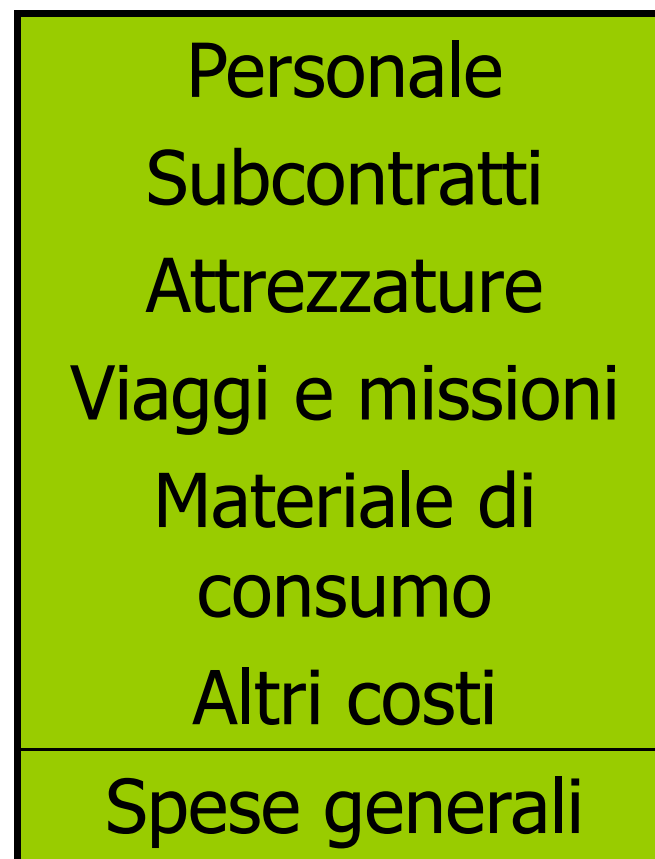 Personale
Subcontratti
Attrezzature
Viaggi e missioni
Materiale di
consumo
Altri costi
Spese generali